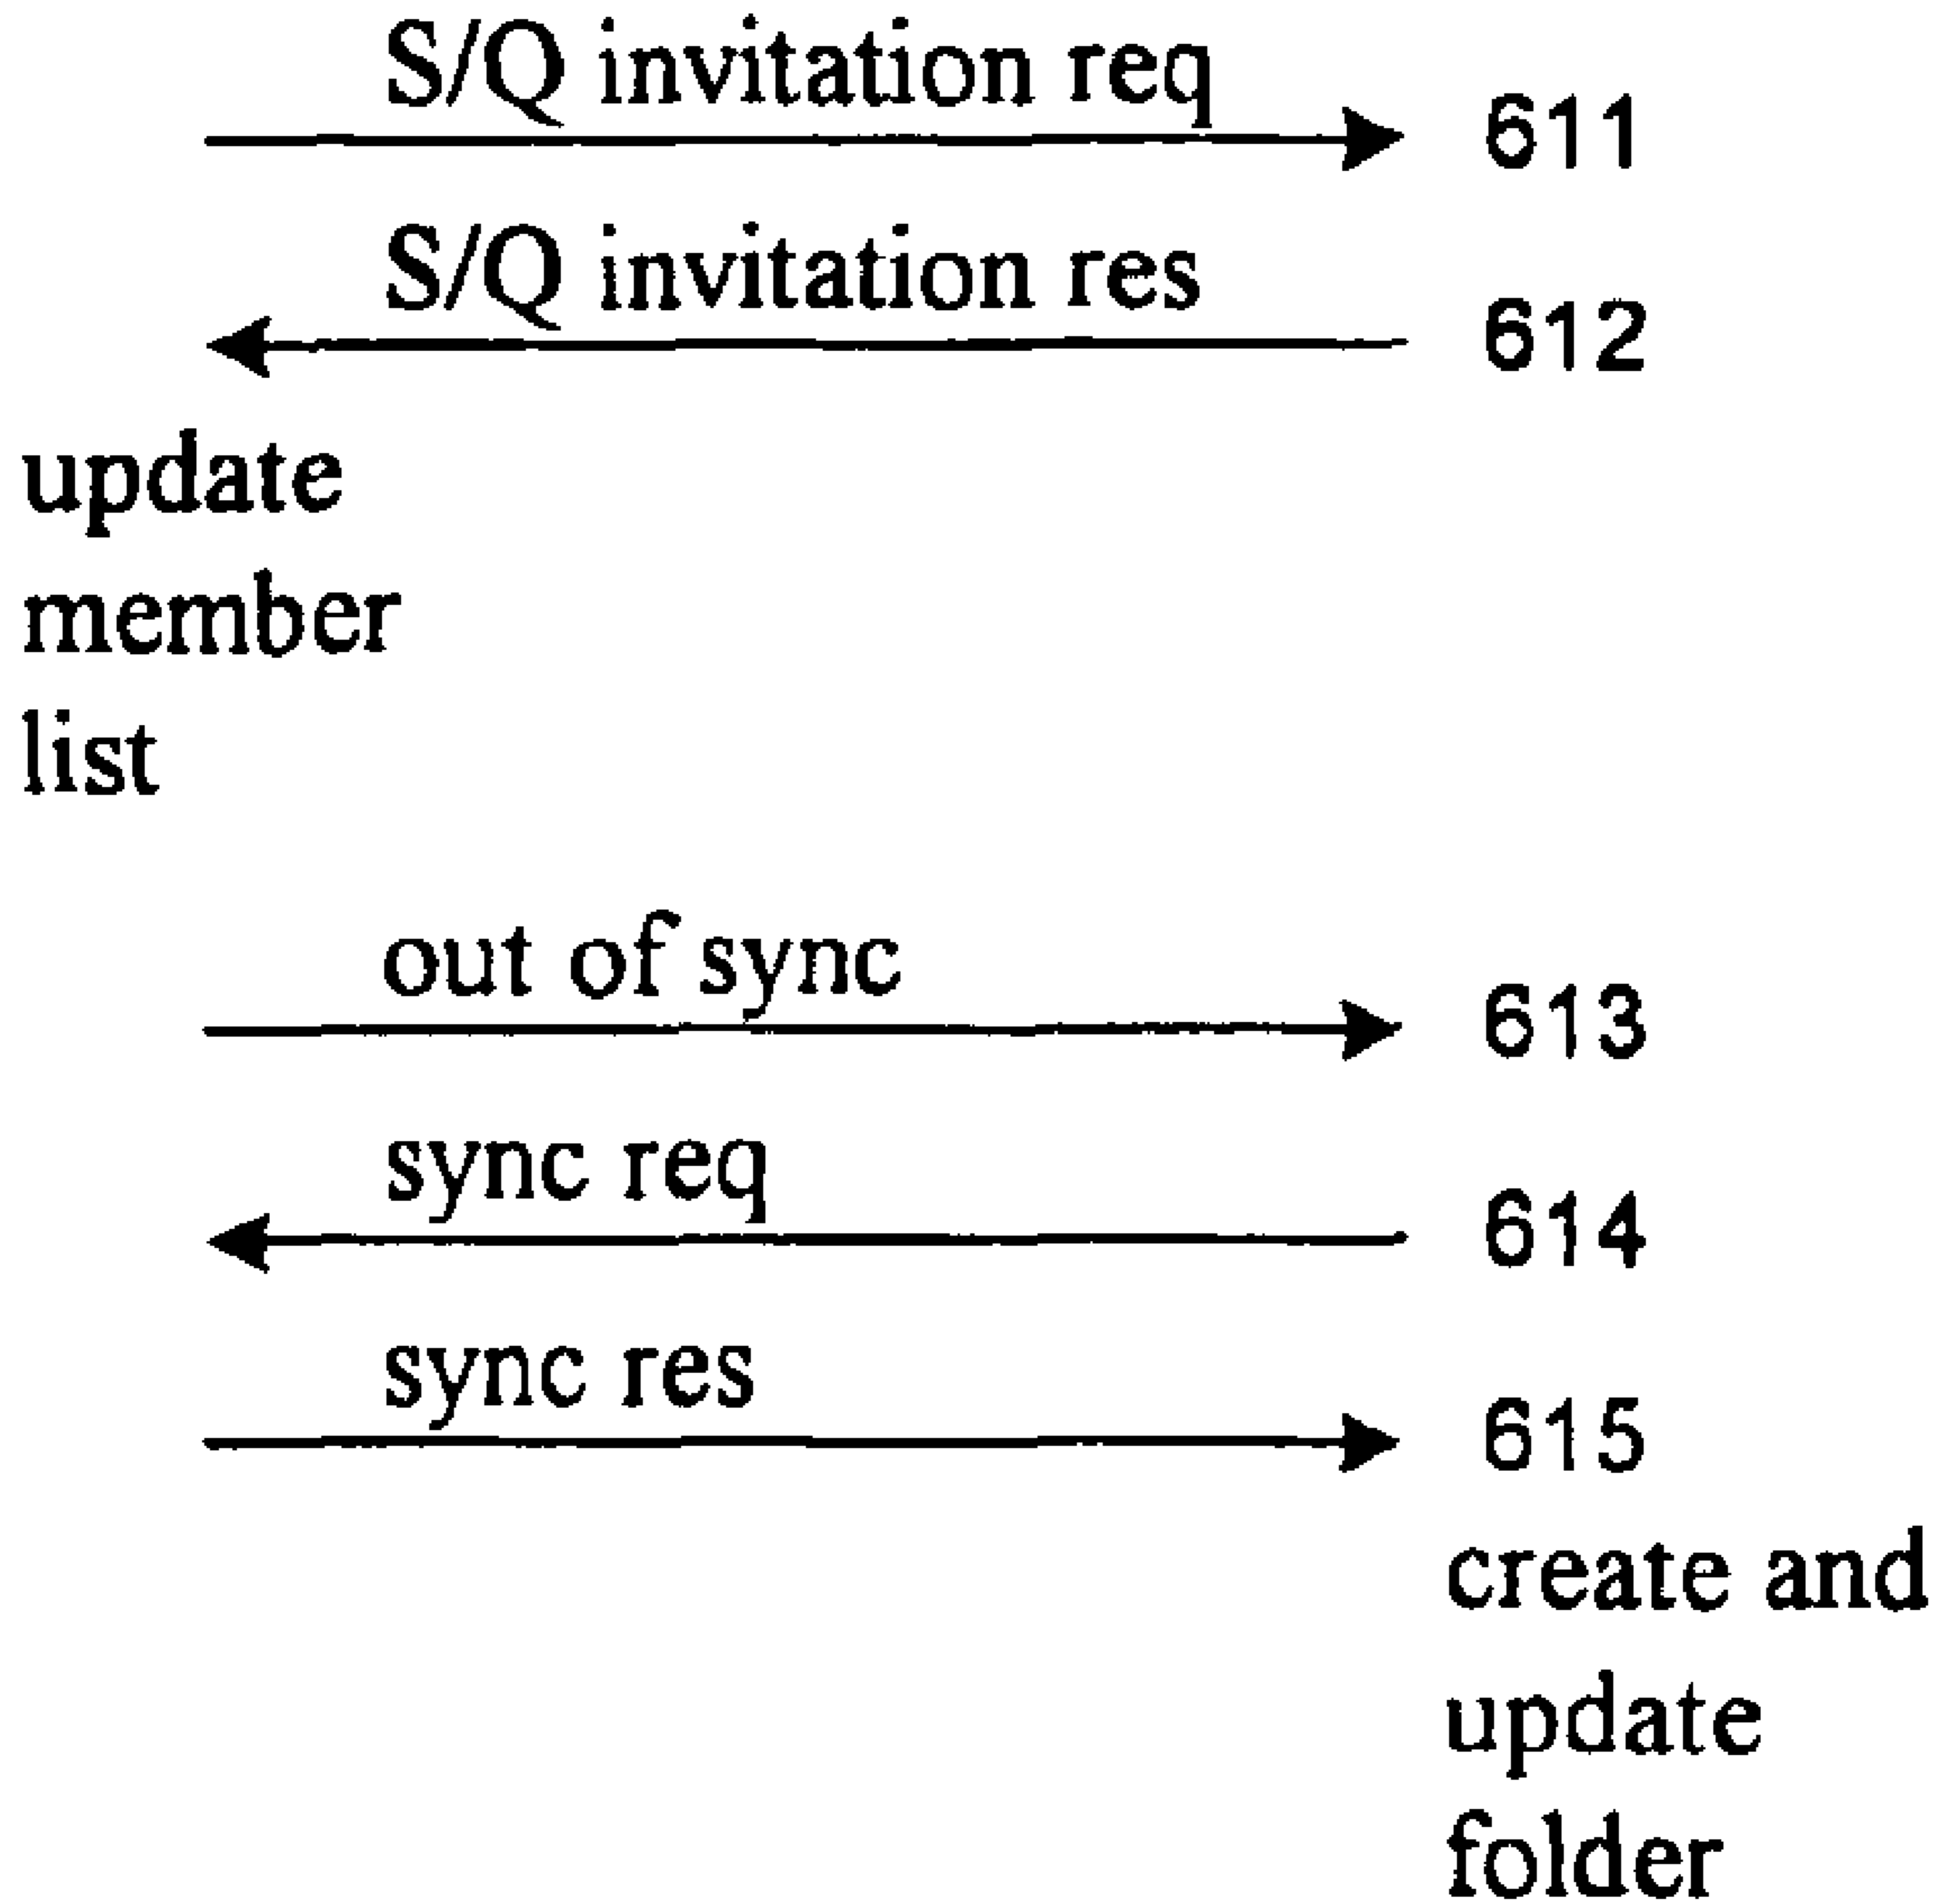 S/Q invitation req
611
S/Q invitation res
612
update
member
list
out of sync
613
sync req
614
sync res
615
create and
update
folder